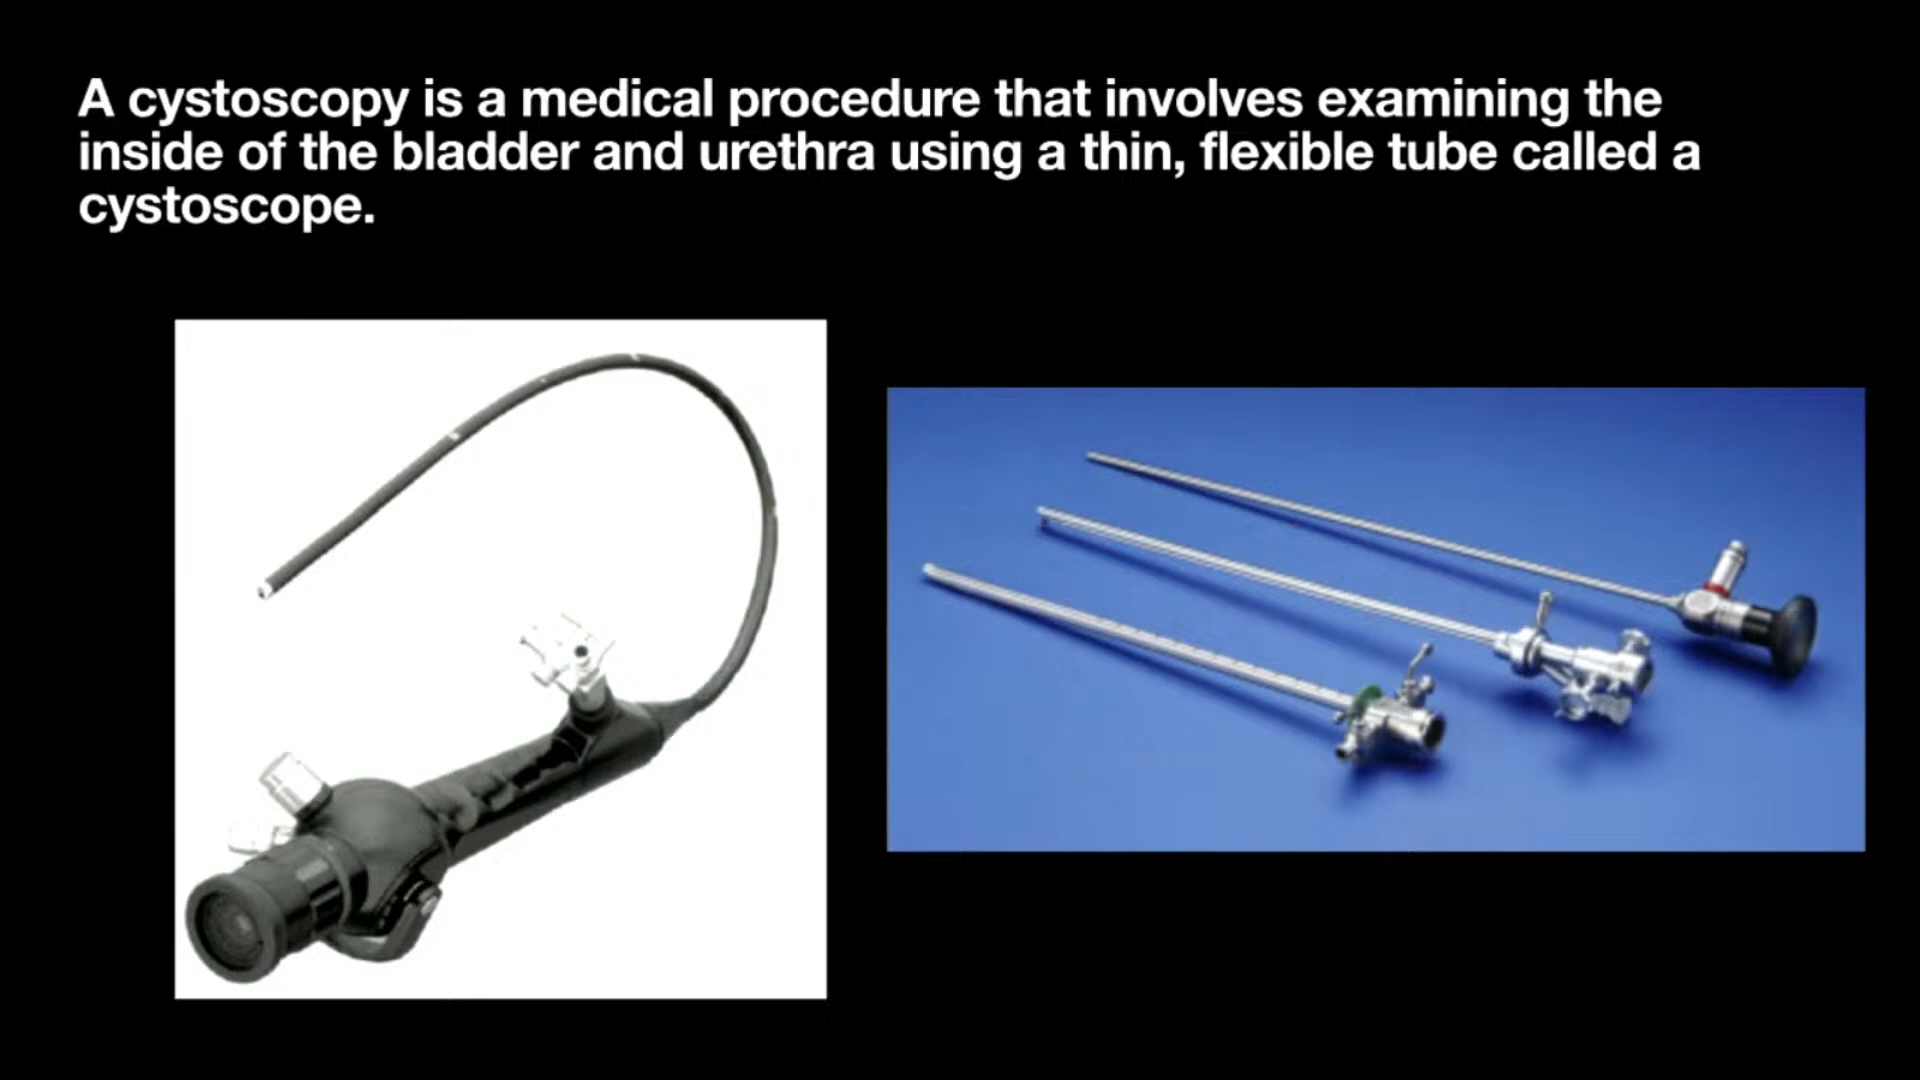 A cystoscopy is a medical procedure that involves examining the
inside of the bladder and urethra using a thin, flexible tube called a
cystoscope.